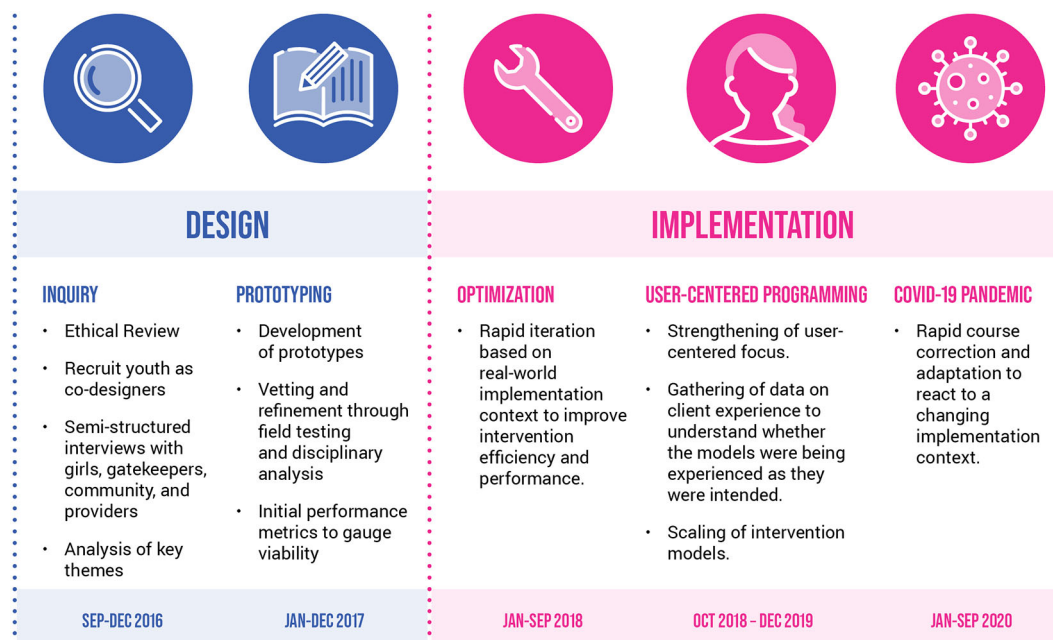 DESIGN
IMPLEMENTATION
INQUIRY
• Ethical Review
• Recruit youth as
co-designers
• Semi-structured
interviews with
girls, gatekeepers,
community, and
providers
• Analysis of key
themes
SEP-DEC 2016
PROTOTYPING
• Development
of prototypes
• Vetting and
refinement through
field testing
and disciplinary
analysis
• Initial performance
metrics to gauge
viability
JAN-DEC 2017
OPTIMIZATION
• Rapid iteration
based on
real-world
implementation
context to improve
intervention
efficiency and
performance.
JAN-SEP 2018
USER-CENTERED PROGRAMMING
• Strengthening of user-
centered focus.
• Gathering of data on
client experience to
understand whether
the models were being
experienced as they
were intended.
• Scaling of intervention
models.
OCT 2018 – DEC 2019
COVID-19 PANDEMIC
• Rapid course
correction and
adaptation to
react to a
changing
implementation
context.
JAN-SEP 2020